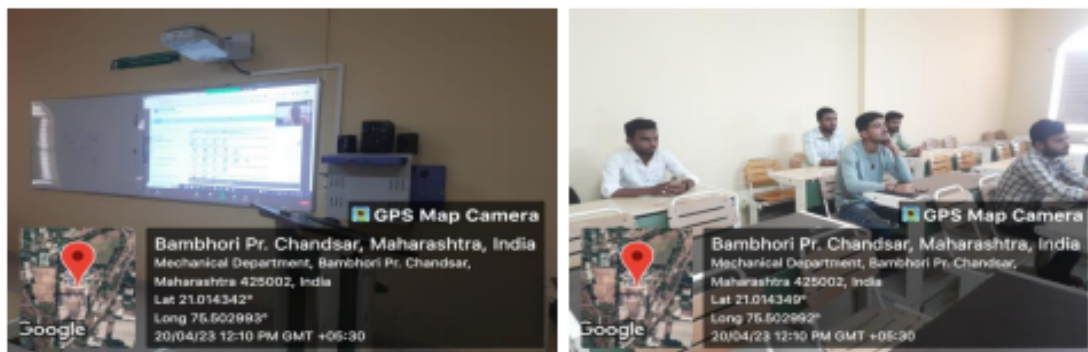 GPS Map Camera
Bambhori Pr. Chandsar, Maharashtra, India
Mechanical Department, Bambhori Pr. Chandsar,
Maharashtra 425002, India
Lat 21.014342°
Long 75.502993°
20/04/23 12:10 PM GMT +05:30
Google
GPS Map Camera
Bambhori Pr. Chandsar, Maharashtra, India
Mechanical Department, Bambhori Pr. Chandsar,
Maharashtra 425002, India
Lat 21.014349°
Long 75.502992°
20/04/23 12:10 PM GMT +05:30
Google